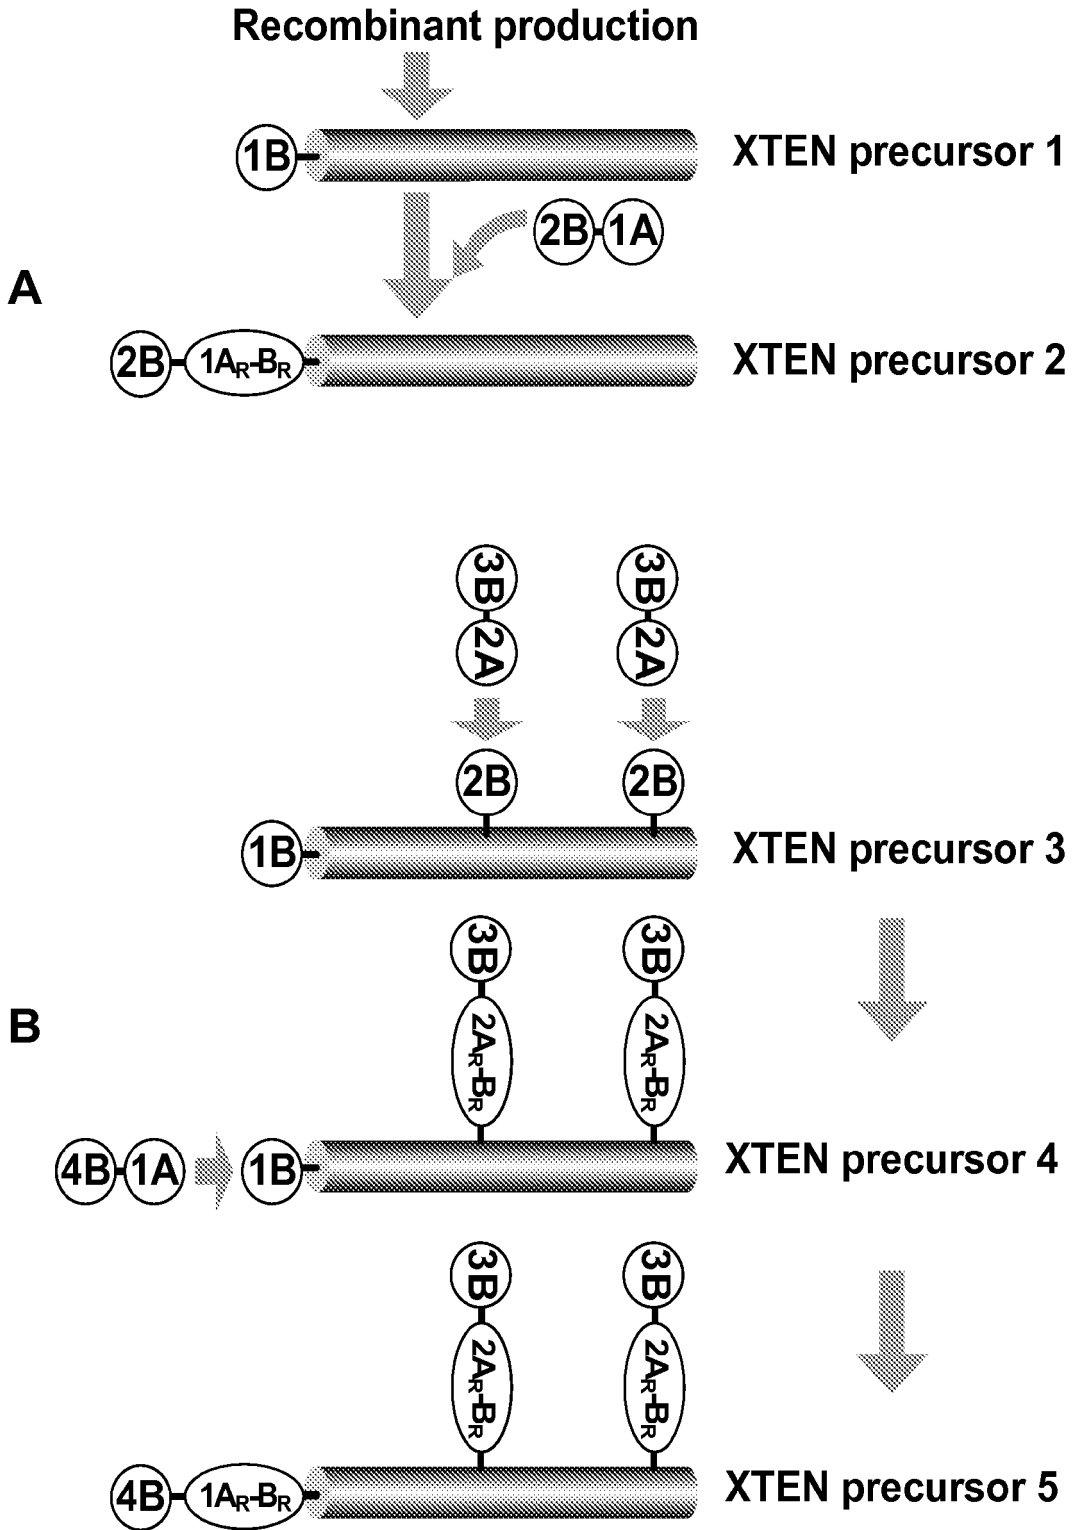 Recombinant production
1B XTEN precursor 1
2B 1A
A
2B 1AR-BR XTEN precursor 2
3B 3B
2A 2A
2B 2B
1B XTEN precursor 3
3B 3B
B
2AR-BR 2AR-BR
4B 1A 1B XTEN precursor 4
3B 3B
2AR-BR 2AR-BR
4B 1AR-BR XTEN precursor 5